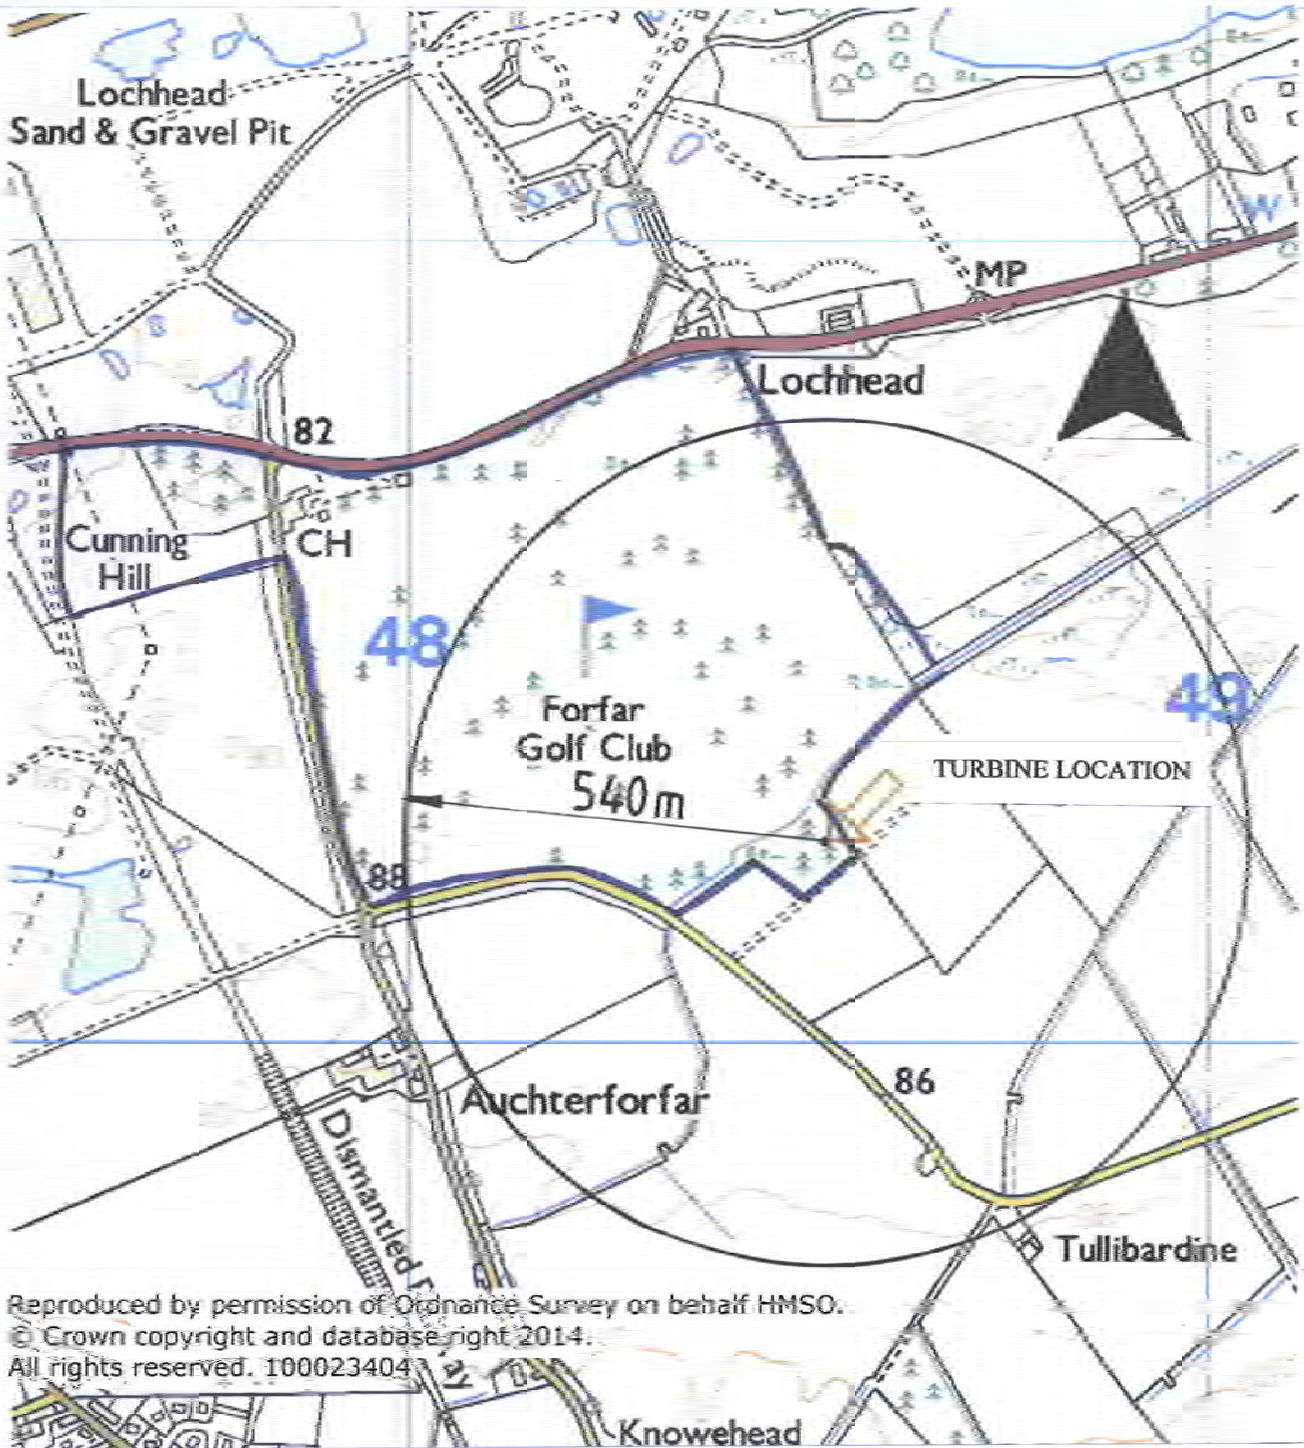 Lochhead
Sand & Gravel Pit
W
MP
Lochhead
82
Cunning
Hill
CH
48
49
Forfar
Golf Club
540m
TURBINE LOCATION
88
86
Auchterforfar
Dismantled
Tullibardine
Reproduced by permission of Ordnance Survey on behalf HMSO.
© Crown copyright and database right 2014.
All rights reserved. 100023404
Knowehead